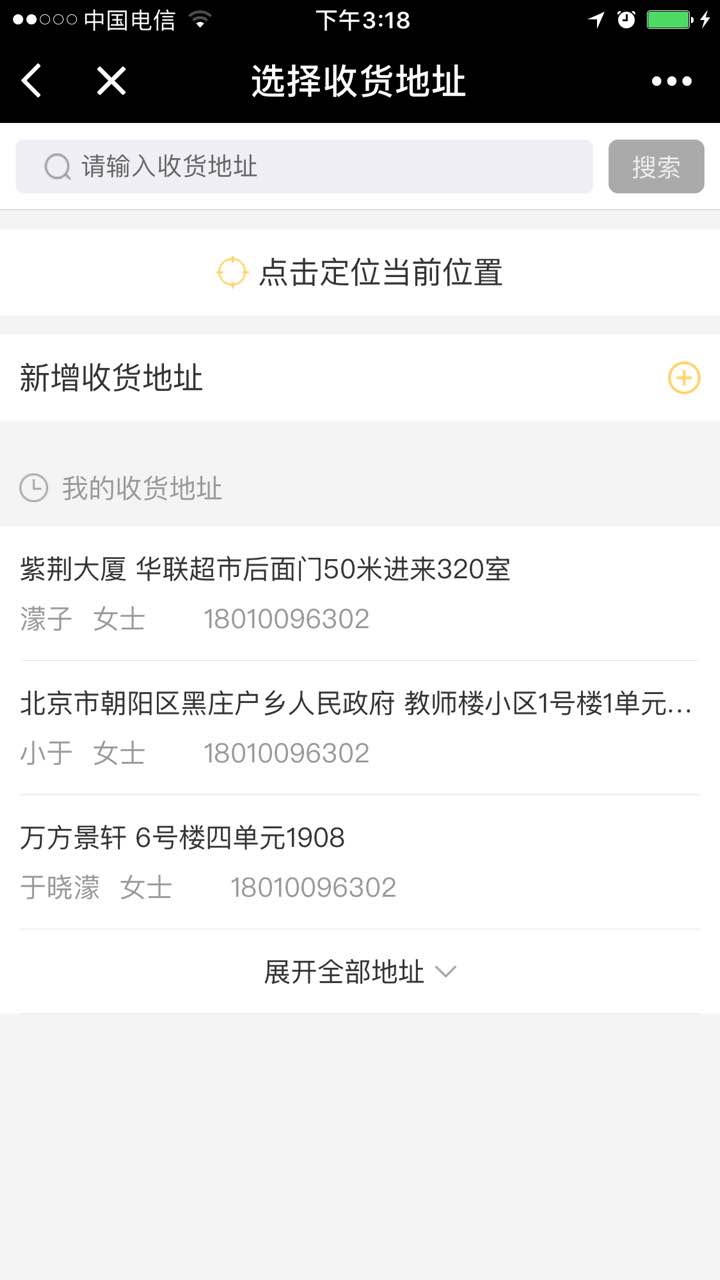 中国电信 下午3:18
选择收货地址
请输入收货地址 搜索
点击定位当前位置
新增收货地址
我的收货地址
紫荆大厦 华联超市后面门50米进来320室
濛子 女士 18010096302
北京市朝阳区黑庄户乡人民政府 教师楼小区1号楼1单元...
小于 女士 18010096302
万方景轩 6号楼四单元1908
于晓濛 女士 18010096302
展开全部地址